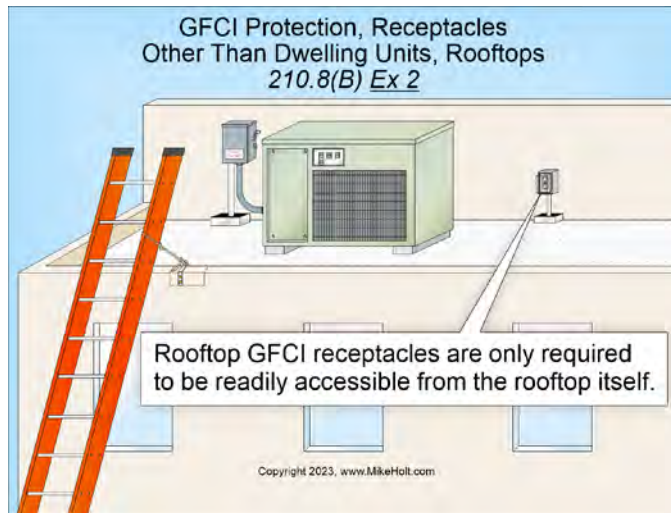 GFCI Protection, Receptacles
Other Than Dwelling Units, Rooftops
210.8(B) Ex 2
Rooftop GFCI receptacles are only required
to be readily accessible from the rooftop itself.
Copyright 2023, www.MikeHolt.com